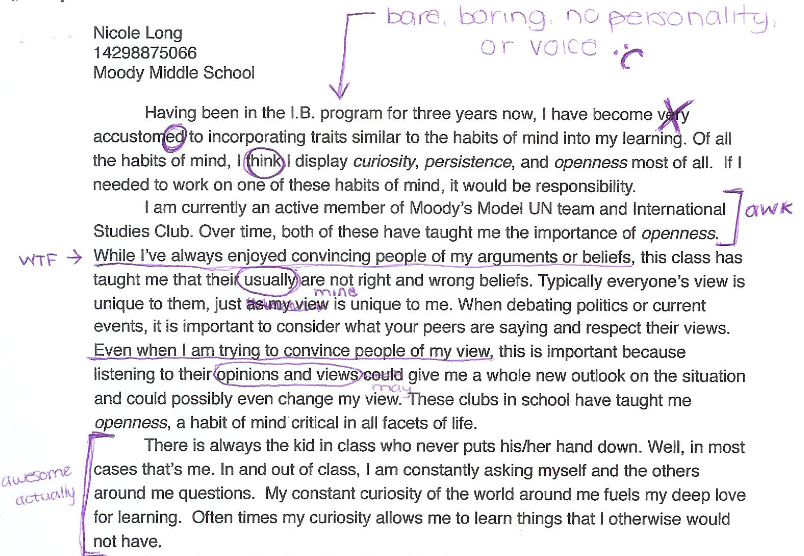 bare, boring, no personality,
or voice :(
Nicole Long
14298875066
Moody Middle School
Having been in the I.B. program for three years now, I have become very
accustomed to incorporating traits similar to the habits of mind into my learning. Of all
the habits of mind, I think I display curiosity, persistence, and openness most of all. If I
needed to work on one of these habits of mind, it would be responsibility.
I am currently an active member of Moody's Model UN team and International
awk
Studies Club. Over time, both of these have taught me the importance of openness.
WTF → While I've always enjoyed convincing people of my arguments or beliefs, this class has
taught me that their usually are not right and wrong beliefs. Typically everyone's view is
mine
unique to them, just as my view is unique to me. When debating politics or current
events, it is important to consider what your peers are saying and respect their views.
Even when I am trying to convince people of my view, this is important because
listening to their opinions and views could give me a whole new outlook on the situation
may
and could possibly even change my view. These clubs in school have taught me
openness, a habit of mind critical in all facets of life.
There is always the kid in class who never puts his/her hand down. Well, in most
awesome
actually
cases that's me. In and out of class, I am constantly asking myself and the others
around me questions. My constant curiosity of the world around me fuels my deep love
for learning. Often times my curiosity allows me to learn things that I otherwise would
not have.